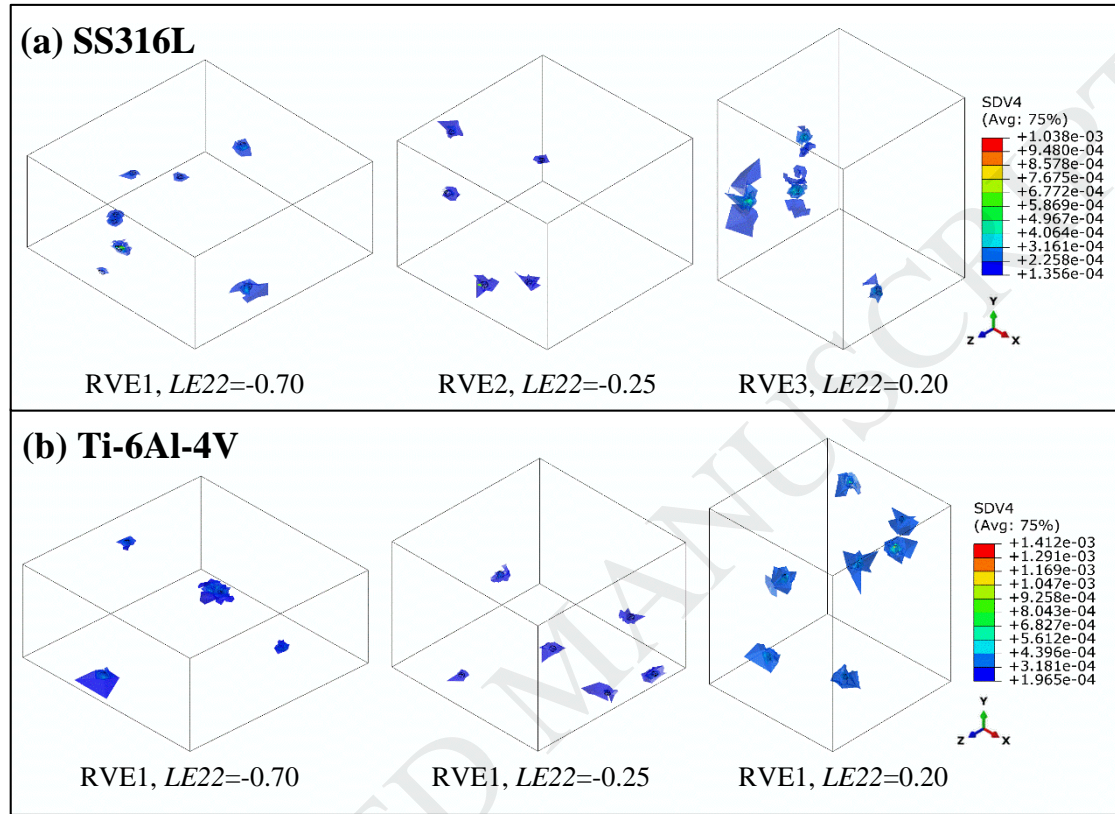 (a) SS316L
SDV4
(Avg: 75%)
+1.038e-03
+9.480e-04
+8.578e-04
+7.675e-04
+6.772e-04
+5.869e-04
+4.967e-04
+4.064e-04
+3.161e-04
+2.258e-04
+1.356e-04
Y
Z
X
RVE1, LE22=-0.70
RVE2, LE22=-0.25
RVE3, LE22=0.20
(b) Ti-6Al-4V
SDV4
(Avg: 75%)
+1.412e-03
+1.291e-03
+1.169e-03
+1.047e-03
+9.258e-04
+8.043e-04
+6.827e-04
+5.612e-04
+4.396e-04
+3.181e-04
+1.965e-04
Y
Z
X
RVE1, LE22=-0.70
RVE1, LE22=-0.25
RVE1, LE22=0.20
ED MANUSCRIPT